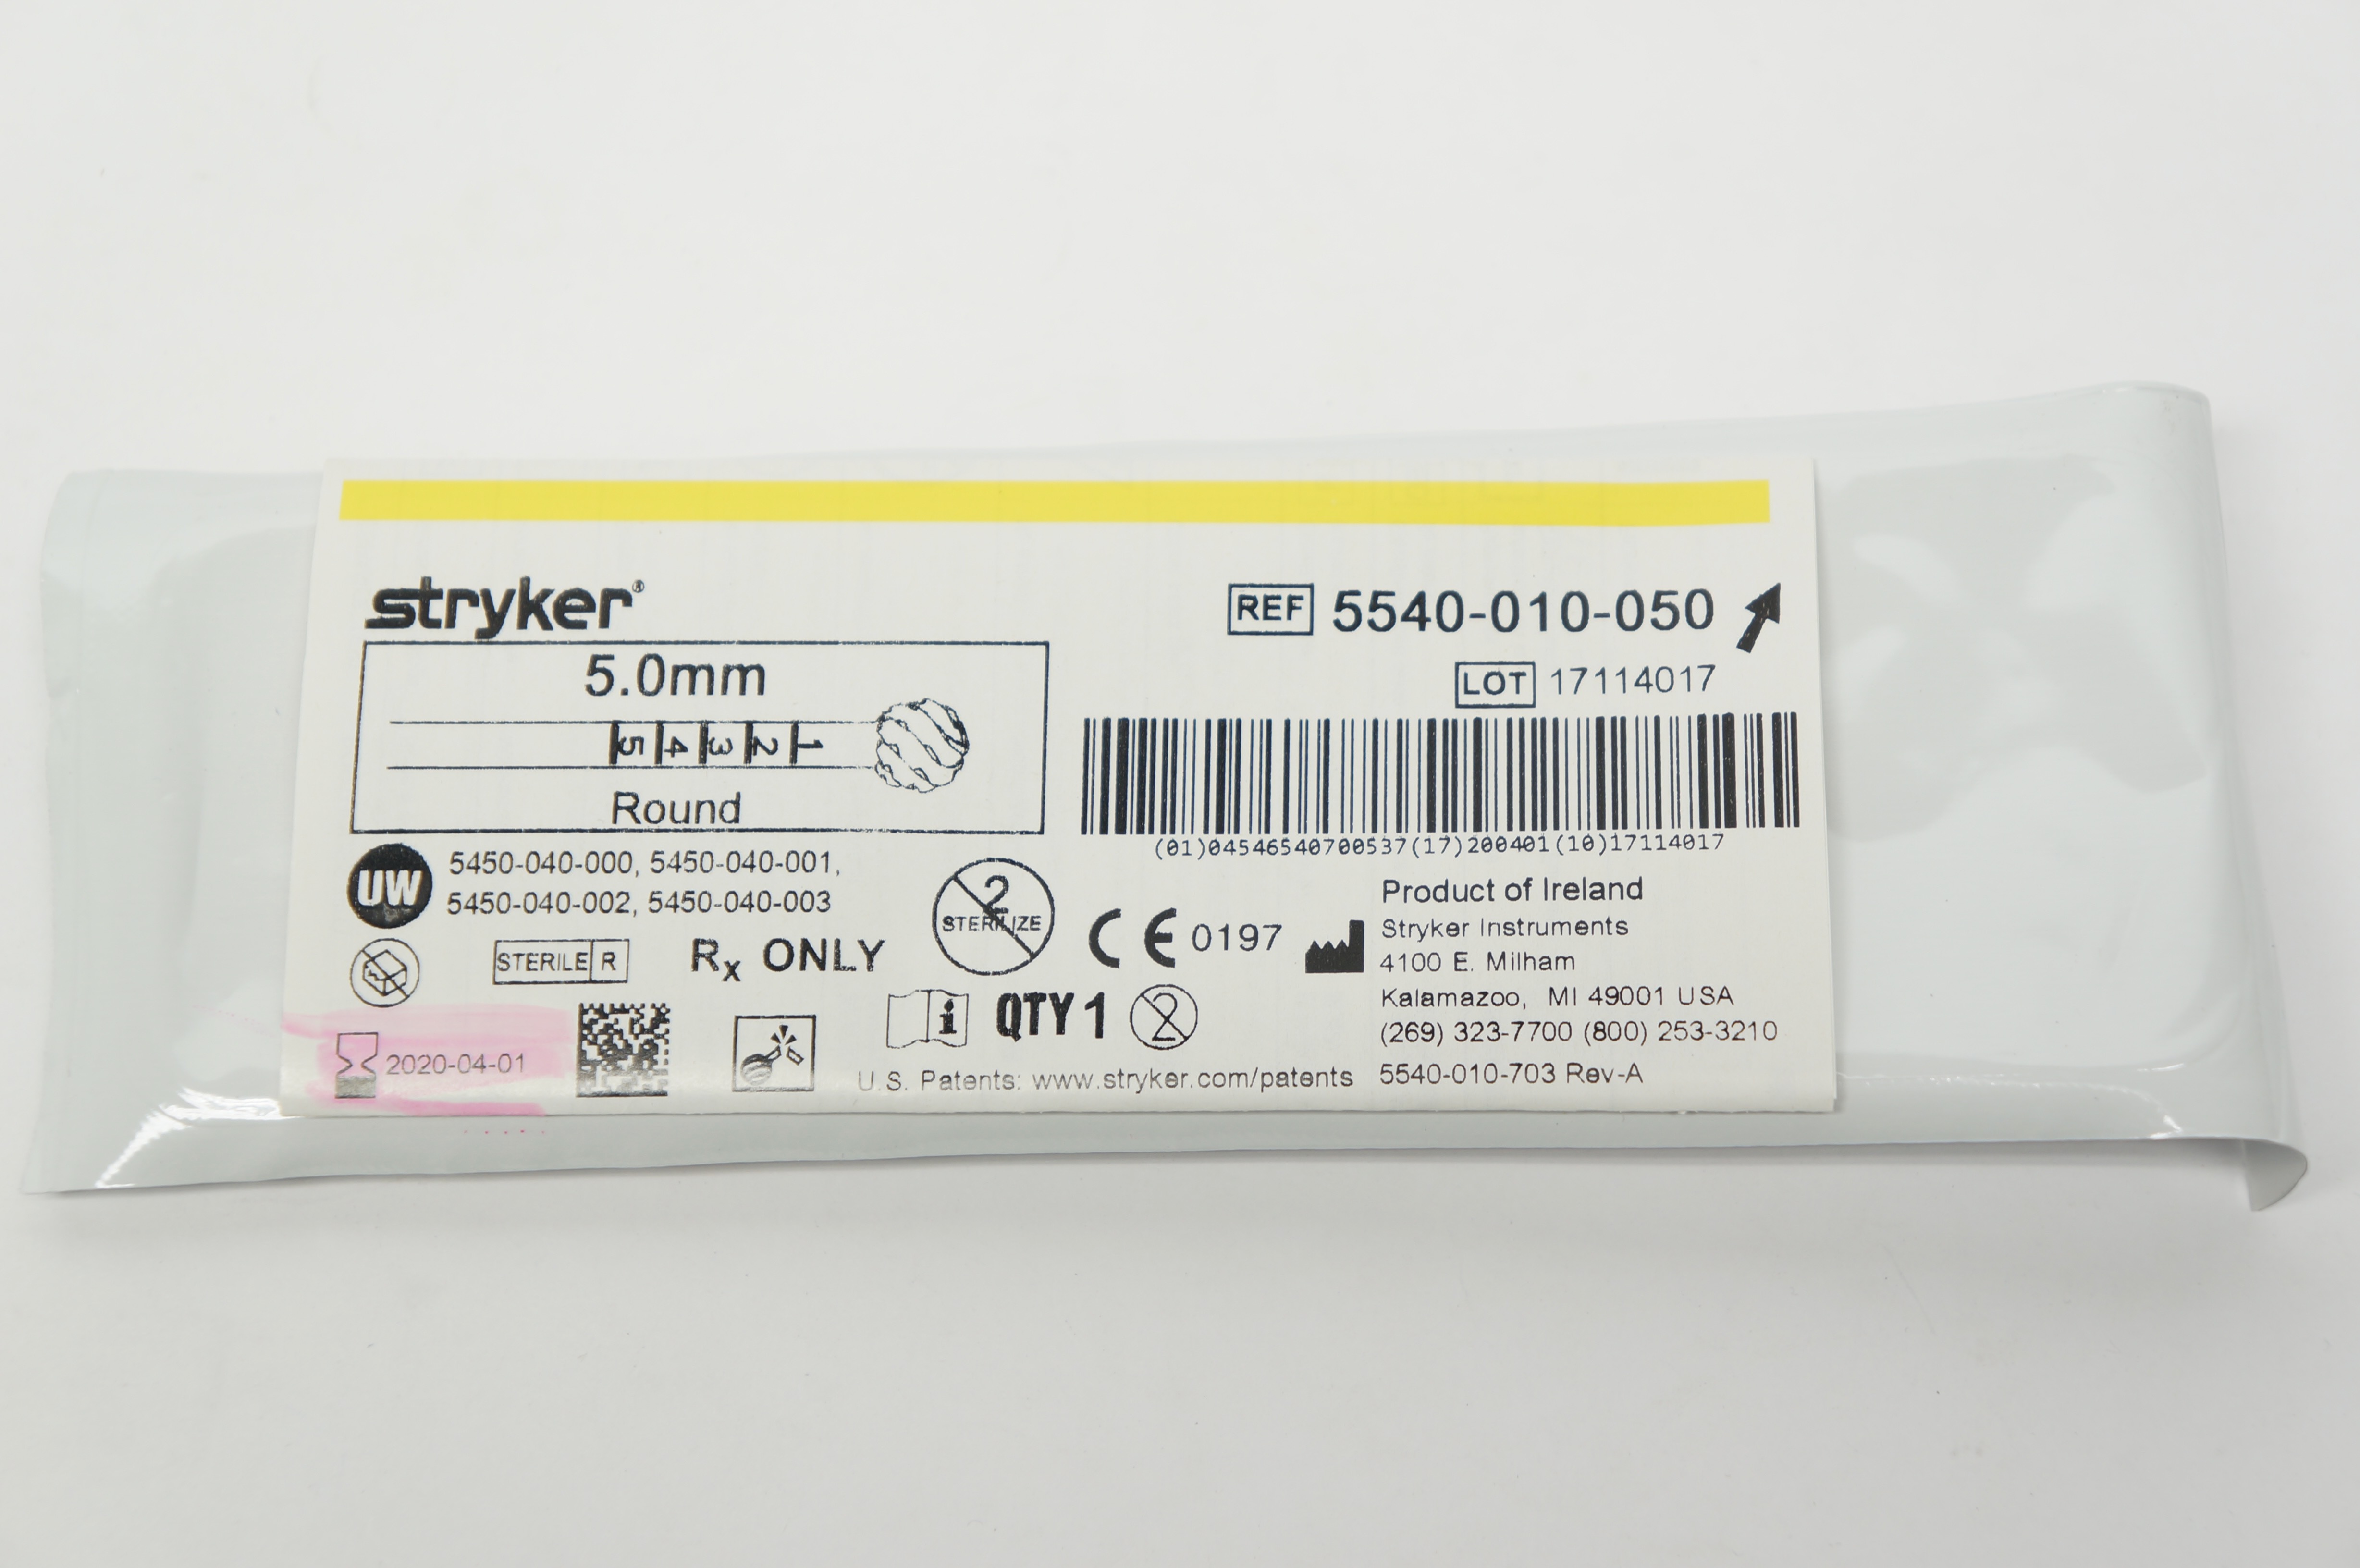 stryker®
5.0mm
5 4 3 2 1
Round
REF 5540-010-050
LOT 17114017
(01)04546540700537(17)200401(10)17114017
UW 5450-040-000, 5450-040-001,
5450-040-002, 5450-040-003
2
STERILIZE
CE 0197
STERILE R
Rx ONLY
2020-04-01
i QTY 1 2
U.S. Patents: www.stryker.com/patents
Product of Ireland
Stryker Instruments
4100 E. Milham
Kalamazoo, MI 49001 USA
(269) 323-7700 (800) 253-3210
5540-010-703 Rev-A